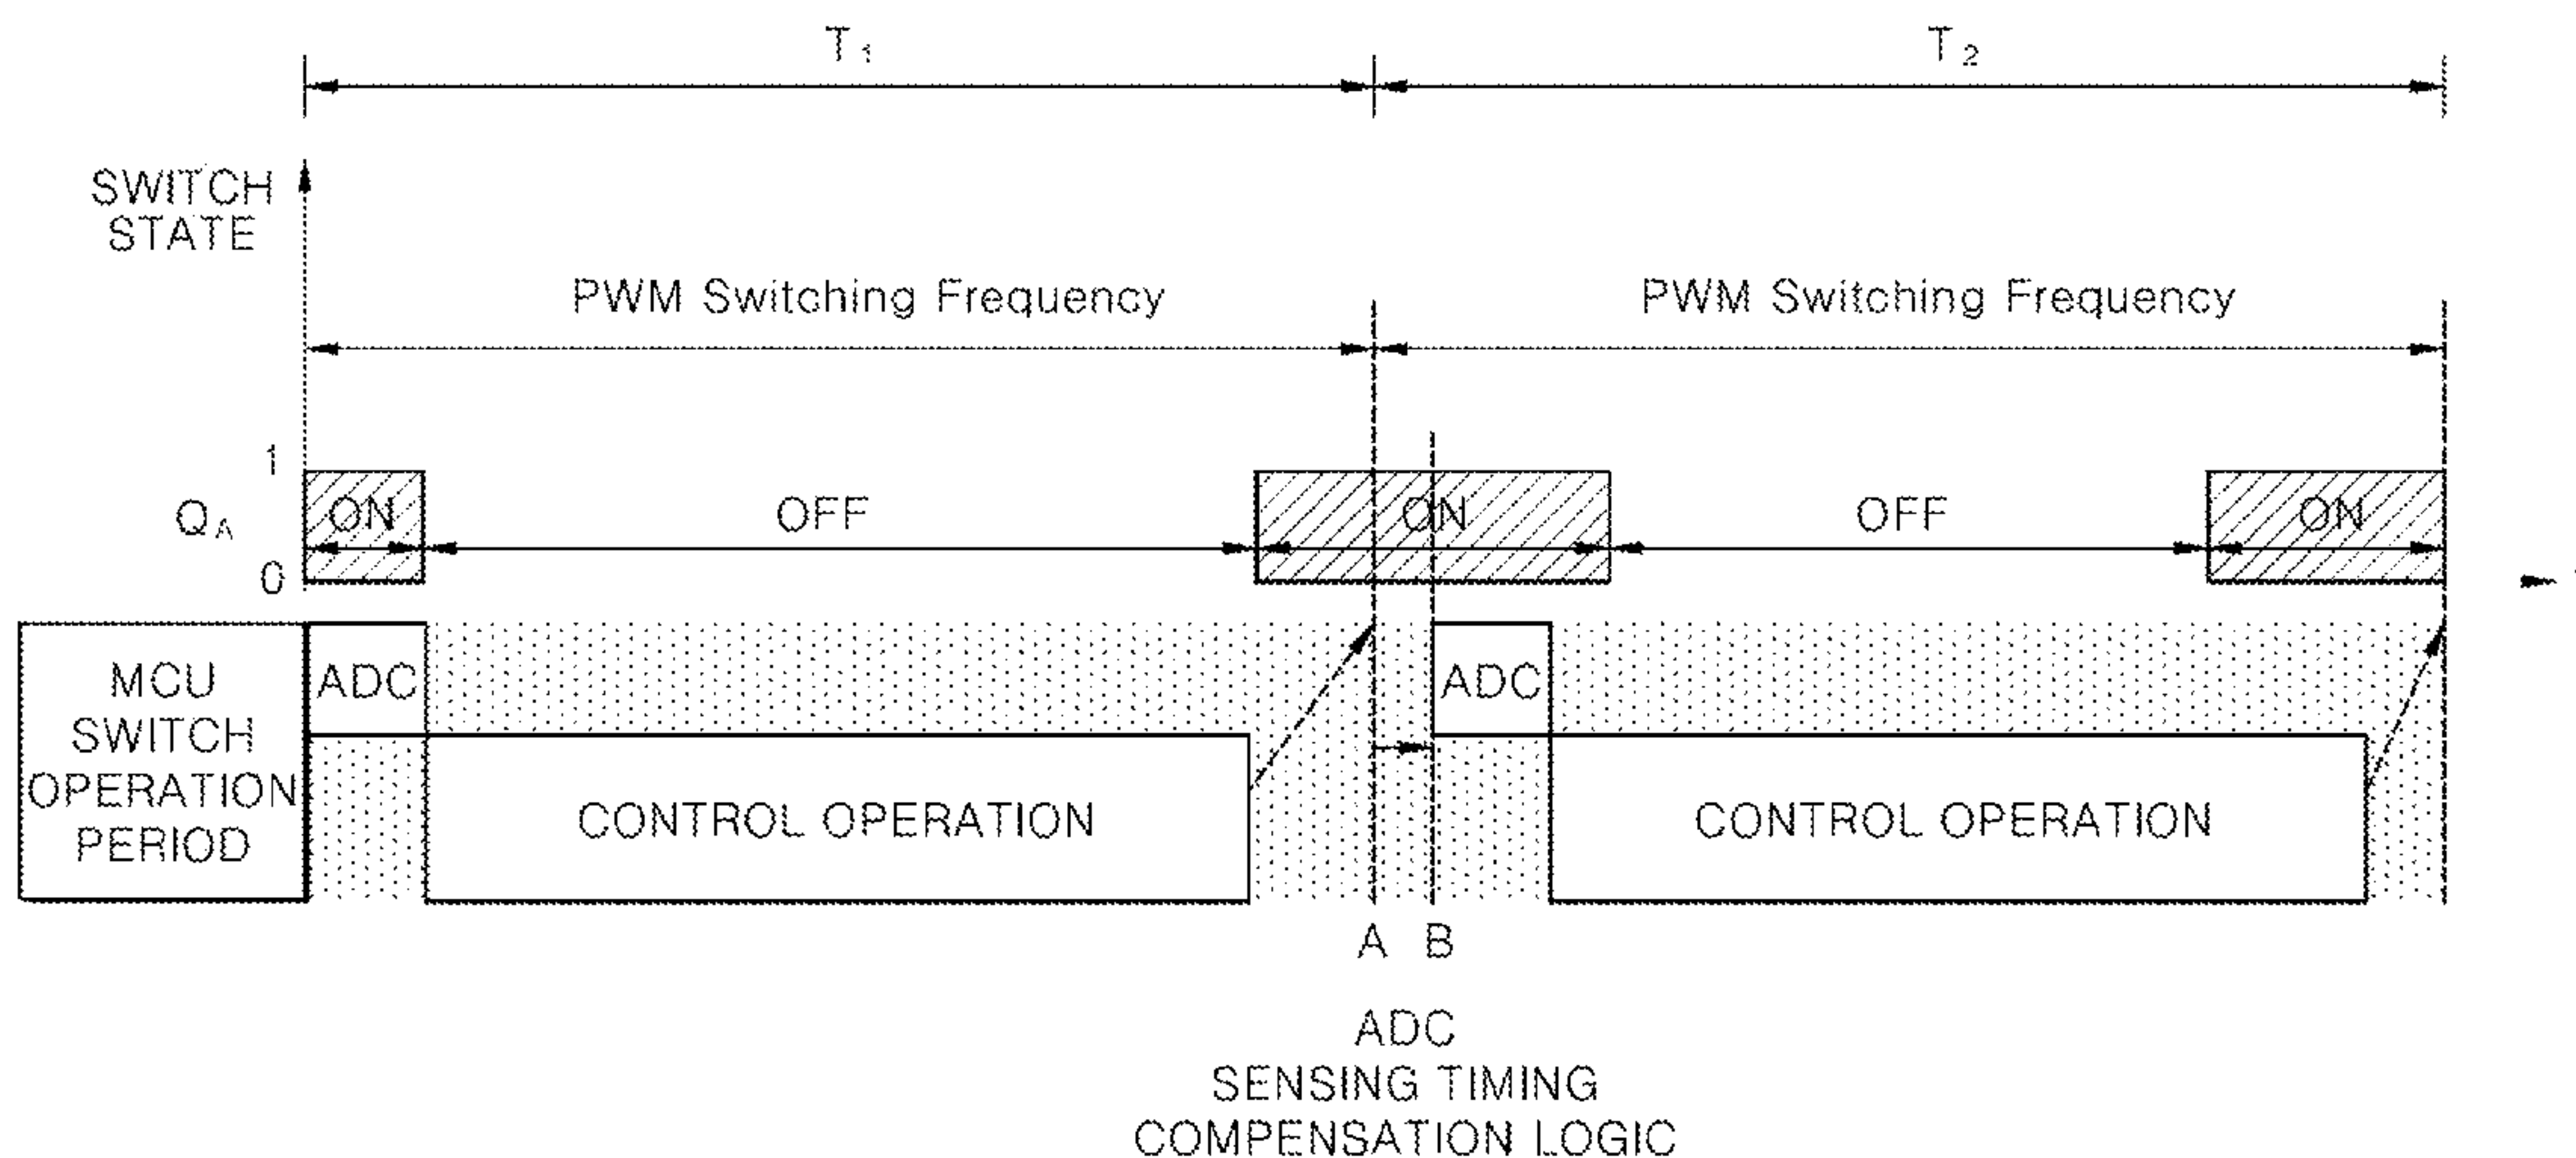 T₁
T₂
SWITCH
STATE
PWM Switching Frequency
PWM Switching Frequency
1
Q_A
0
ON
OFF
ON
OFF
ON
MCU
SWITCH
OPERATION
PERIOD
ADC
ADC
CONTROL OPERATION
CONTROL OPERATION
A
B
ADC
SENSING TIMING
COMPENSATION LOGIC